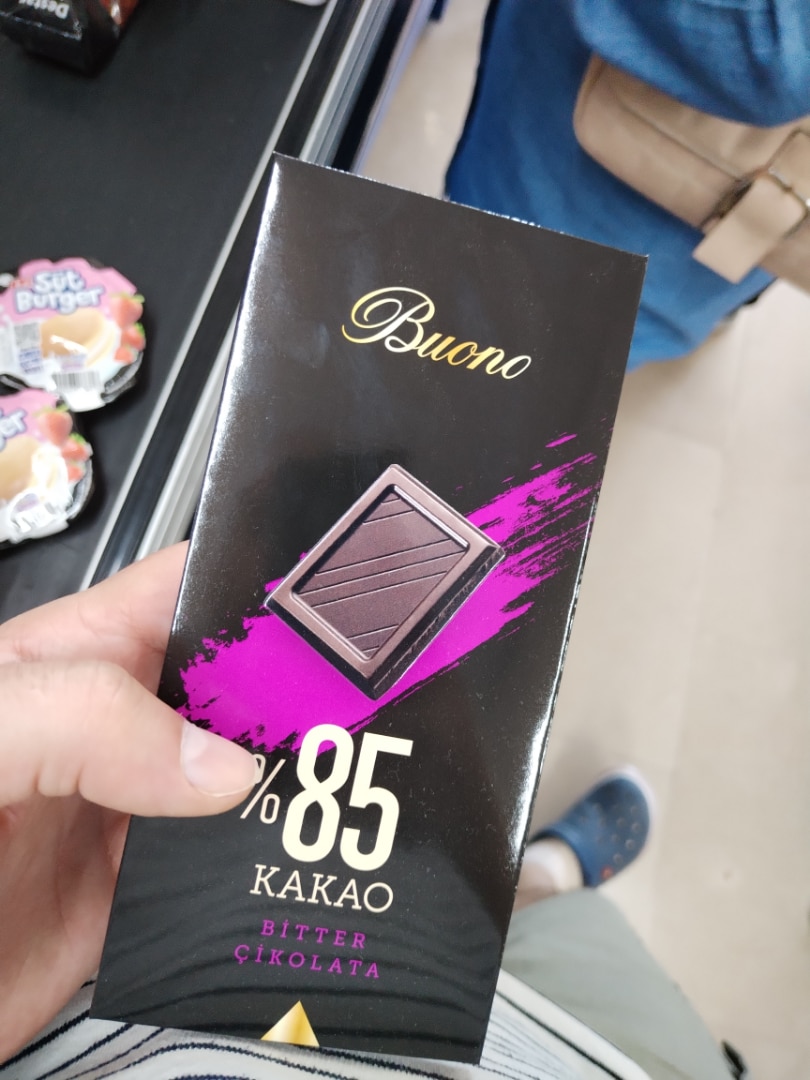 Süt
Burger
Buono
%85
KAKAO
BİTTER
ÇİKOLATA